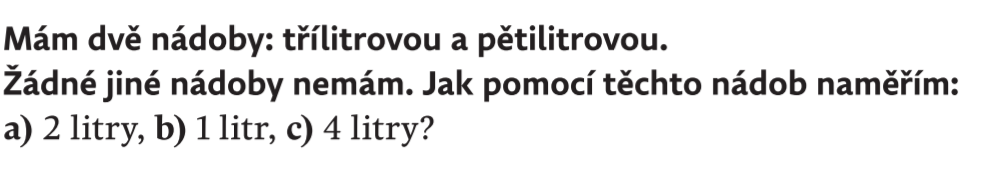 Mám dvě nádoby: třílitrovou a pětilitrovou.
Žádné jiné nádoby nemám. Jak pomocí těchto nádob naměřím:
a) 2 litry, b) 1 litr, c) 4 litry?